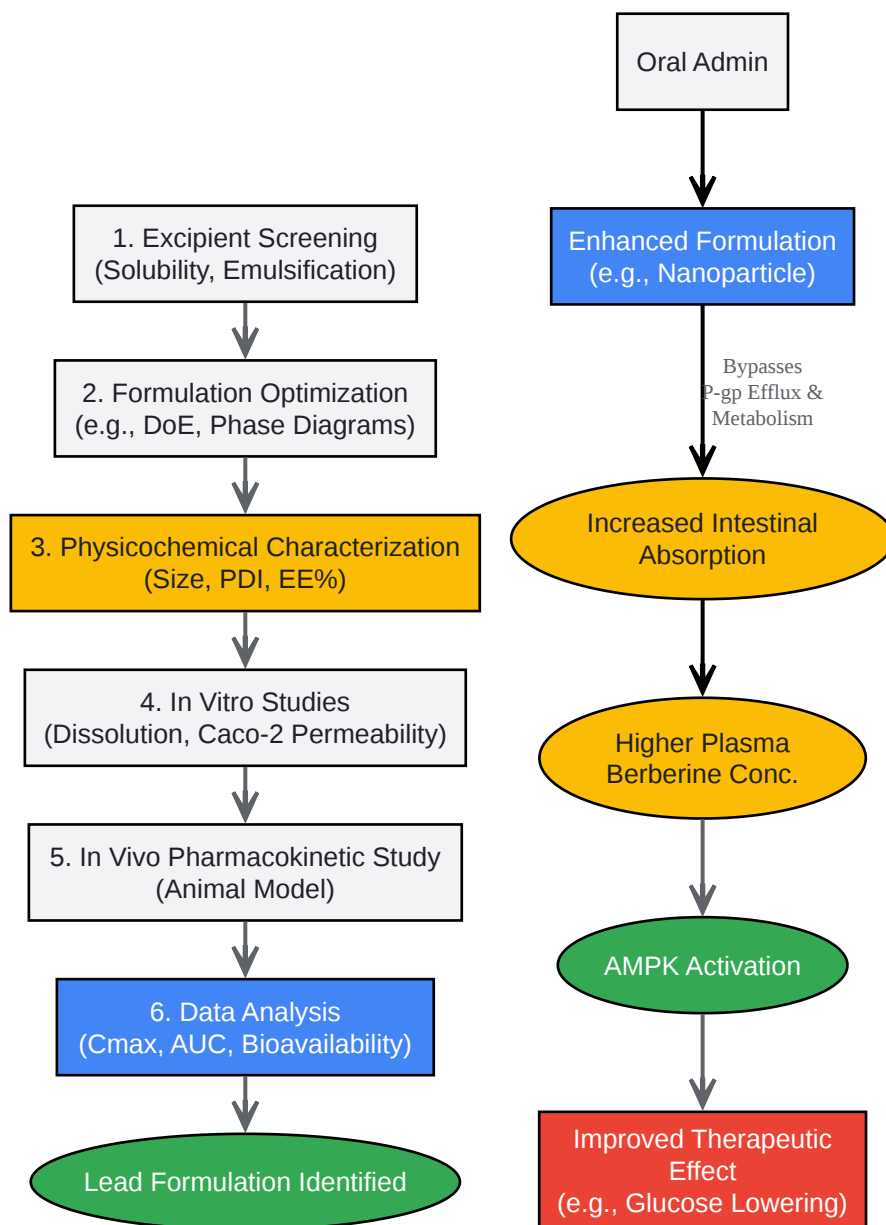 1. Excipient Screening
(Solubility, Emulsification)
2. Formulation Optimization
(e.g., DoE, Phase Diagrams)
3. Physicochemical Characterization
(Size, PDI, EE%)
4. In Vitro Studies
(Dissolution, Caco-2 Permeability)
5. In Vivo Pharmacokinetic Study
(Animal Model)
6. Data Analysis
(Cmax, AUC, Bioavailability)
Lead Formulation Identified
Oral Admin
Enhanced Formulation
(e.g., Nanoparticle)
Bypasses
P-gp Efflux &
Metabolism
Increased Intestinal
Absorption
Higher Plasma
Berberine Conc.
AMPK Activation
Improved Therapeutic
Effect
(e.g., Glucose Lowering)